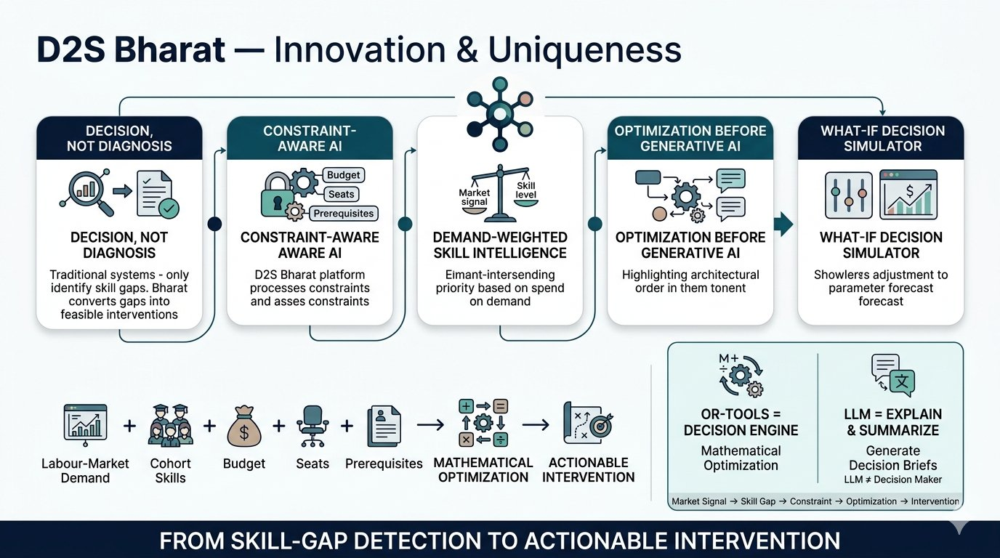 D2S Bharat — Innovation & Uniqueness
DECISION,
NOT DIAGNOSIS
DECISION, NOT
DIAGNOSIS
Traditional systems - only
identify skill gaps. Bharat
converts gaps into
feasible interventions
CONSTRAINT-
AWARE AI
Budget
Seats
Prerequisites
CONSTRAINT-AWARE
AWARE AI
D2S Bharat platform
processes constraints
and asses constraints
Market
signal
Skill
level
DEMAND-WEIGHTED
SKILL INTELLIGENCE
Eimant-intersending
priority based on spend
on demand
OPTIMIZATION BEFORE
GENERATIVE AI
OPTIMIZATION BEFORE
GENERATIVE AI
Highlighting architectural
order in them tonent
WHAT-IF DECISION
SIMULATOR
$
WHAT-IF DECISION
SIMULATOR
adjustment to
parameter forecast
forecast
Labour-Market
Demand
+
Cohort
Skills
+
$
Budget
+
Seats
+
Prerequisites
MATHEMATICAL
OPTIMIZATION
ACTIONABLE
INTERVENTION
M+
÷
OR-TOOLS =
DECISION ENGINE
Mathematical
Optimization
文
LLM = EXPLAIN
& SUMMARIZE
Generate
Decision Briefs
LLM ≠ Decision Maker
Market Signal → Skill Gap → Constraint → Optimization → Intervention
FROM SKILL-GAP DETECTION TO ACTIONABLE INTERVENTION